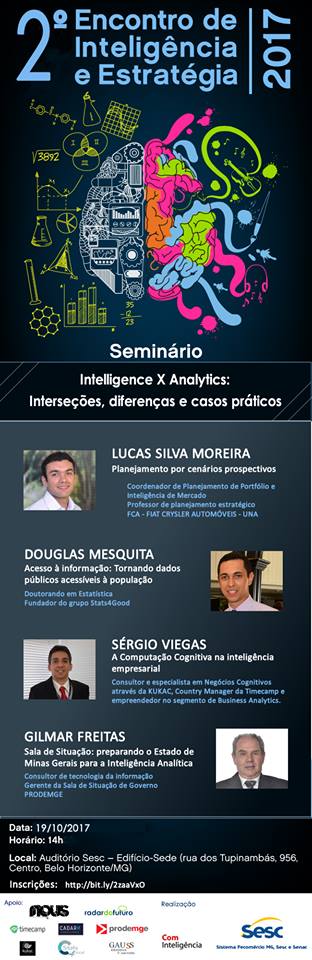 2º Encontro de
Inteligência
e Estratégia
2017
√3892
35
12
23
Seminário
Intelligence X Analytics:
Interseções, diferenças e casos práticos
LUCAS SILVA MOREIRA
Planejamento por cenários prospectivos
Coordenador de Planejamento de Portfólio e
Inteligência de Mercado
Professor de planejamento estratégico
FCA - FIAT CRYSLER AUTOMÓVEIS - UNA
DOUGLAS MESQUITA
Acesso à informação: Tornando dados
públicos acessíveis à população
Doutorando em Estatística
Fundador do grupo Stats4Good
SÉRGIO VIEGAS
A Computação Cognitiva na inteligência
empresarial
Consultor e especialista em Negócios Cognitivos
através da KUKAC, Country Manager da Timecamp e
empreendedor no segmento de Business Analytics.
GILMAR FREITAS
Sala de Situação: preparando o Estado de
Minas Gerais para a Inteligência Analítica
Consultor de tecnologia da informação
Gerente da Sala de Situação de Governo
PRODEMGE
Data: 19/10/2017
Horário: 14h
Local: Auditório Sesc – Edifício-Sede (rua dos Tupinambás, 956,
Centro, Belo Horizonte/MG)
Inscrições: http://bit.ly/2zaaVxO
Apoio:
radardofuturo
Realização
timecamp
CADAR
prodemge
Com
Inteligência
Sesc
GAUSS
Sistema Fecomércio MG, Sesc e Senac